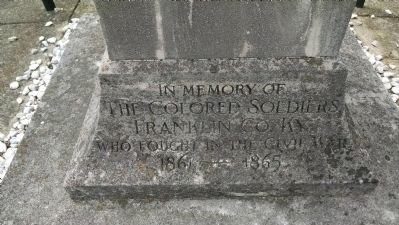 IN MEMORY OF
THE COLORED SOLDIERS
FRANKLIN CO. KY.
WHO FOUGHT IN THE CIVIL WAR
1861 — 1865